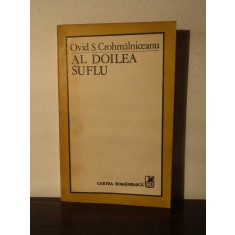 Ovid S. Crohmălniceanu
AL DOILEA
SUFLU
CARTEA ROMÂNEASCĂ